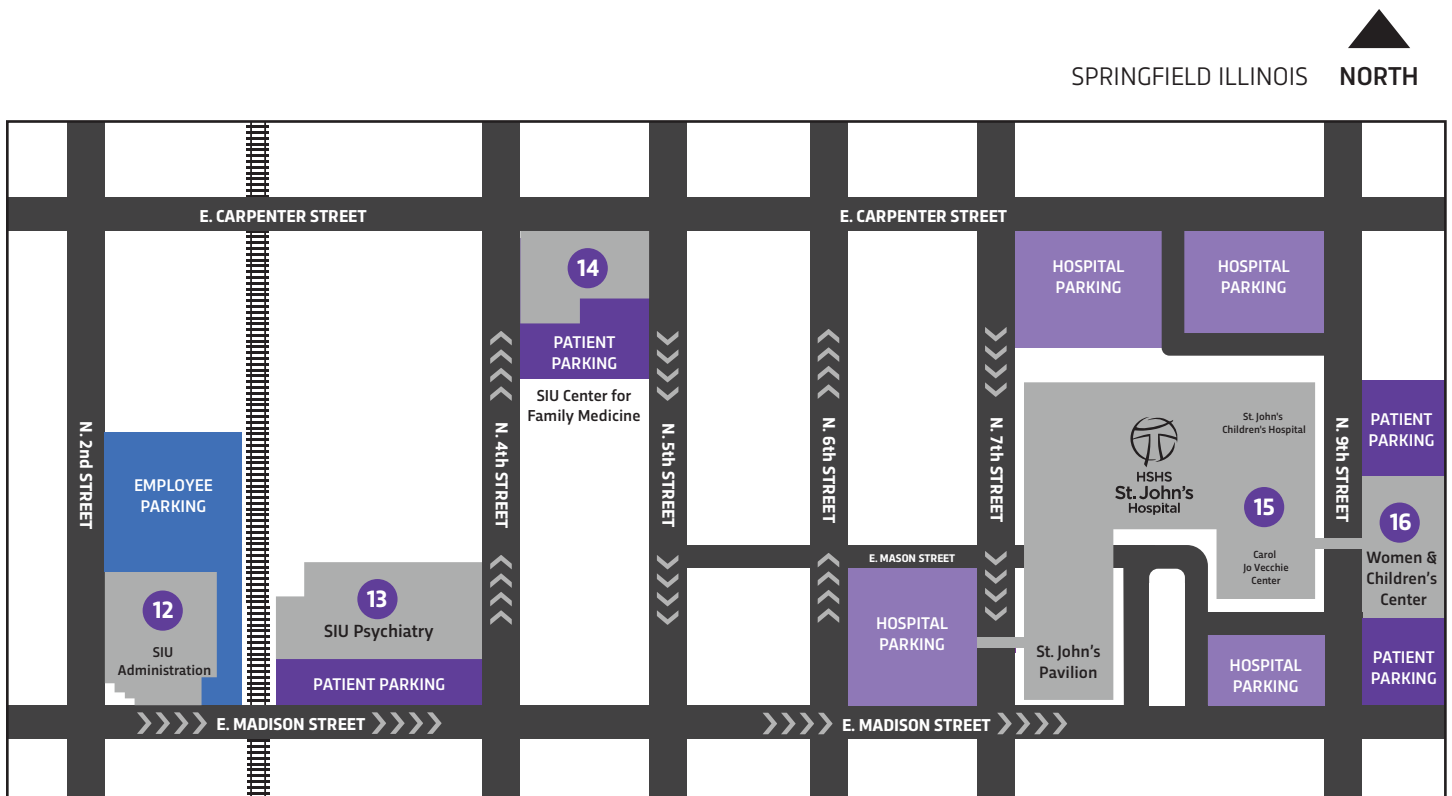 SPRINGFIELD ILLINOIS NORTH
E. CARPENTER STREET
E. CARPENTER STREET
14
PATIENT
PARKING
SIU Center for
Family Medicine
HOSPITAL
PARKING
HOSPITAL
PARKING
N. 2nd STREET
N. 4th STREET
N. 5th STREET
N. 6th STREET
N. 7th STREET
N. 9th STREET
EMPLOYEE
PARKING
12
SIU
Administration
13
SIU Psychiatry
PATIENT PARKING
E. MASON STREET
HOSPITAL
PARKING
HSHS
St. John's
Hospital
St. John's
Children's Hospital
15
Carol
Jo Vecchie
Center
St. John's
Pavilion
HOSPITAL
PARKING
PATIENT
PARKING
16
Women &
Children's
Center
PATIENT
PARKING
E. MADISON STREET
E. MADISON STREET